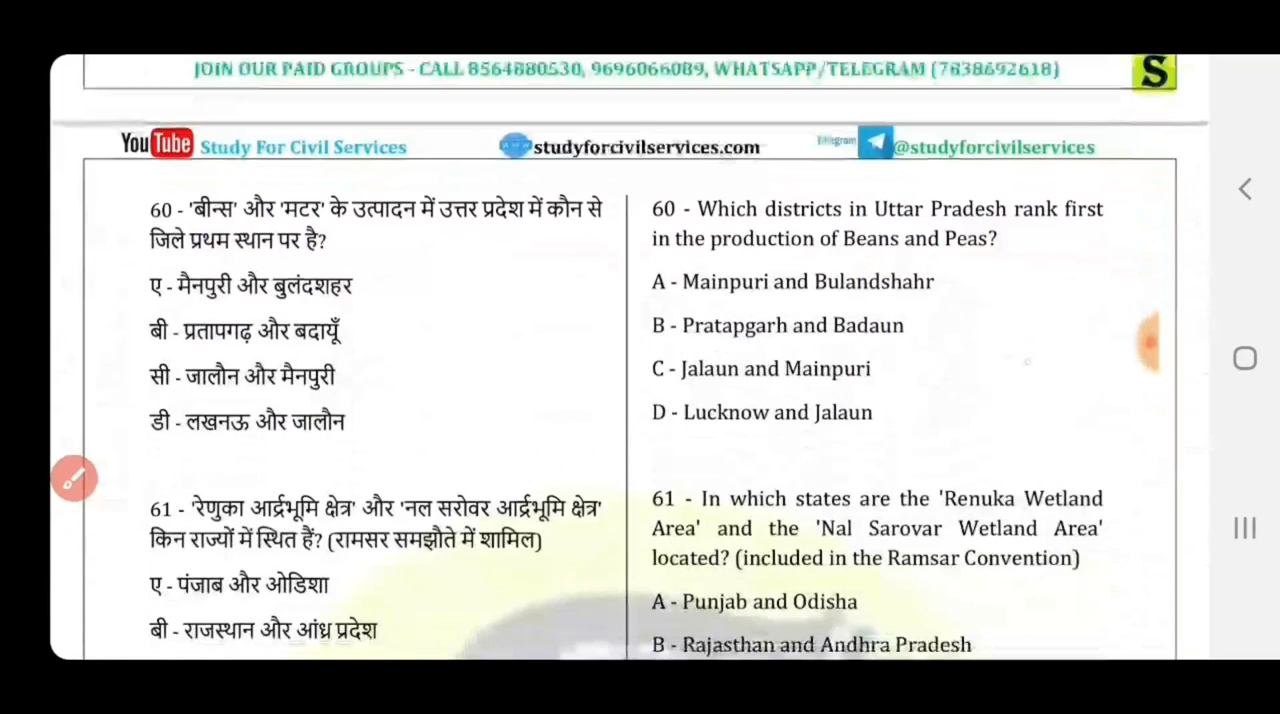 JOIN OUR PAID GROUPS - CALL 8564880530, 9696066089, WHATSAPP/TELEGRAM (7638692618)
S
YouTube Study For Civil Services
www studyforcivilservices.com
Telegram @studyforcivilservices
60 - 'बीन्स' और 'मटर' के उत्पादन में उत्तर प्रदेश में कौन से
जिले प्रथम स्थान पर है?
ए - मैनपुरी और बुलंदशहर
बी - प्रतापगढ़ और बदायूँ
सी - जालौन और मैनपुरी
डी - लखनऊ और जालौन
61 - 'रेणुका आर्द्रभूमि क्षेत्र' और 'नल सरोवर आर्द्रभूमि क्षेत्र'
किन राज्यों में स्थित हैं? (रामसर समझौते में शामिल)
ए - पंजाब और ओडिशा
बी - राजस्थान और आंध्र प्रदेश
60 - Which districts in Uttar Pradesh rank first
in the production of Beans and Peas?
A - Mainpuri and Bulandshahr
B - Pratapgarh and Badaun
C - Jalaun and Mainpuri
D - Lucknow and Jalaun
61 - In which states are the 'Renuka Wetland
Area' and the 'Nal Sarovar Wetland Area'
located? (included in the Ramsar Convention)
A - Punjab and Odisha
B - Rajasthan and Andhra Pradesh